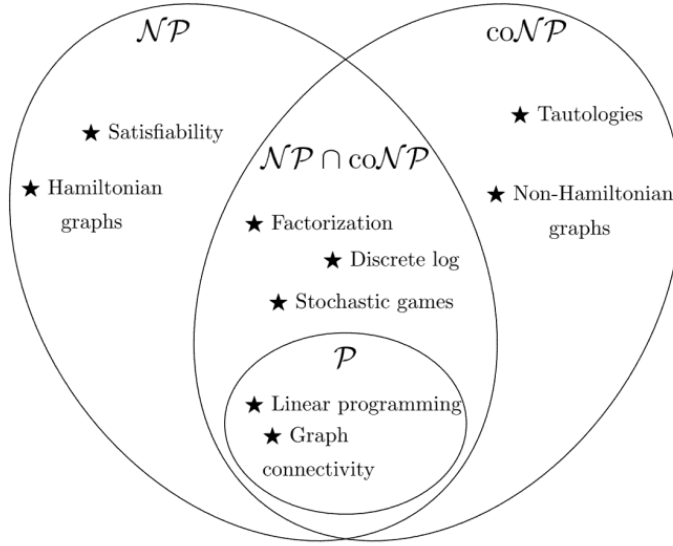 𝒩𝒫
co𝒩𝒫
★ Satisfiability
★ Tautologies
𝒩𝒫 ∩ co𝒩𝒫
★ Hamiltonian
graphs
★ Non-Hamiltonian
graphs
★ Factorization
★ Discrete log
★ Stochastic games
𝒫
★ Linear programming
★ Graph
connectivity